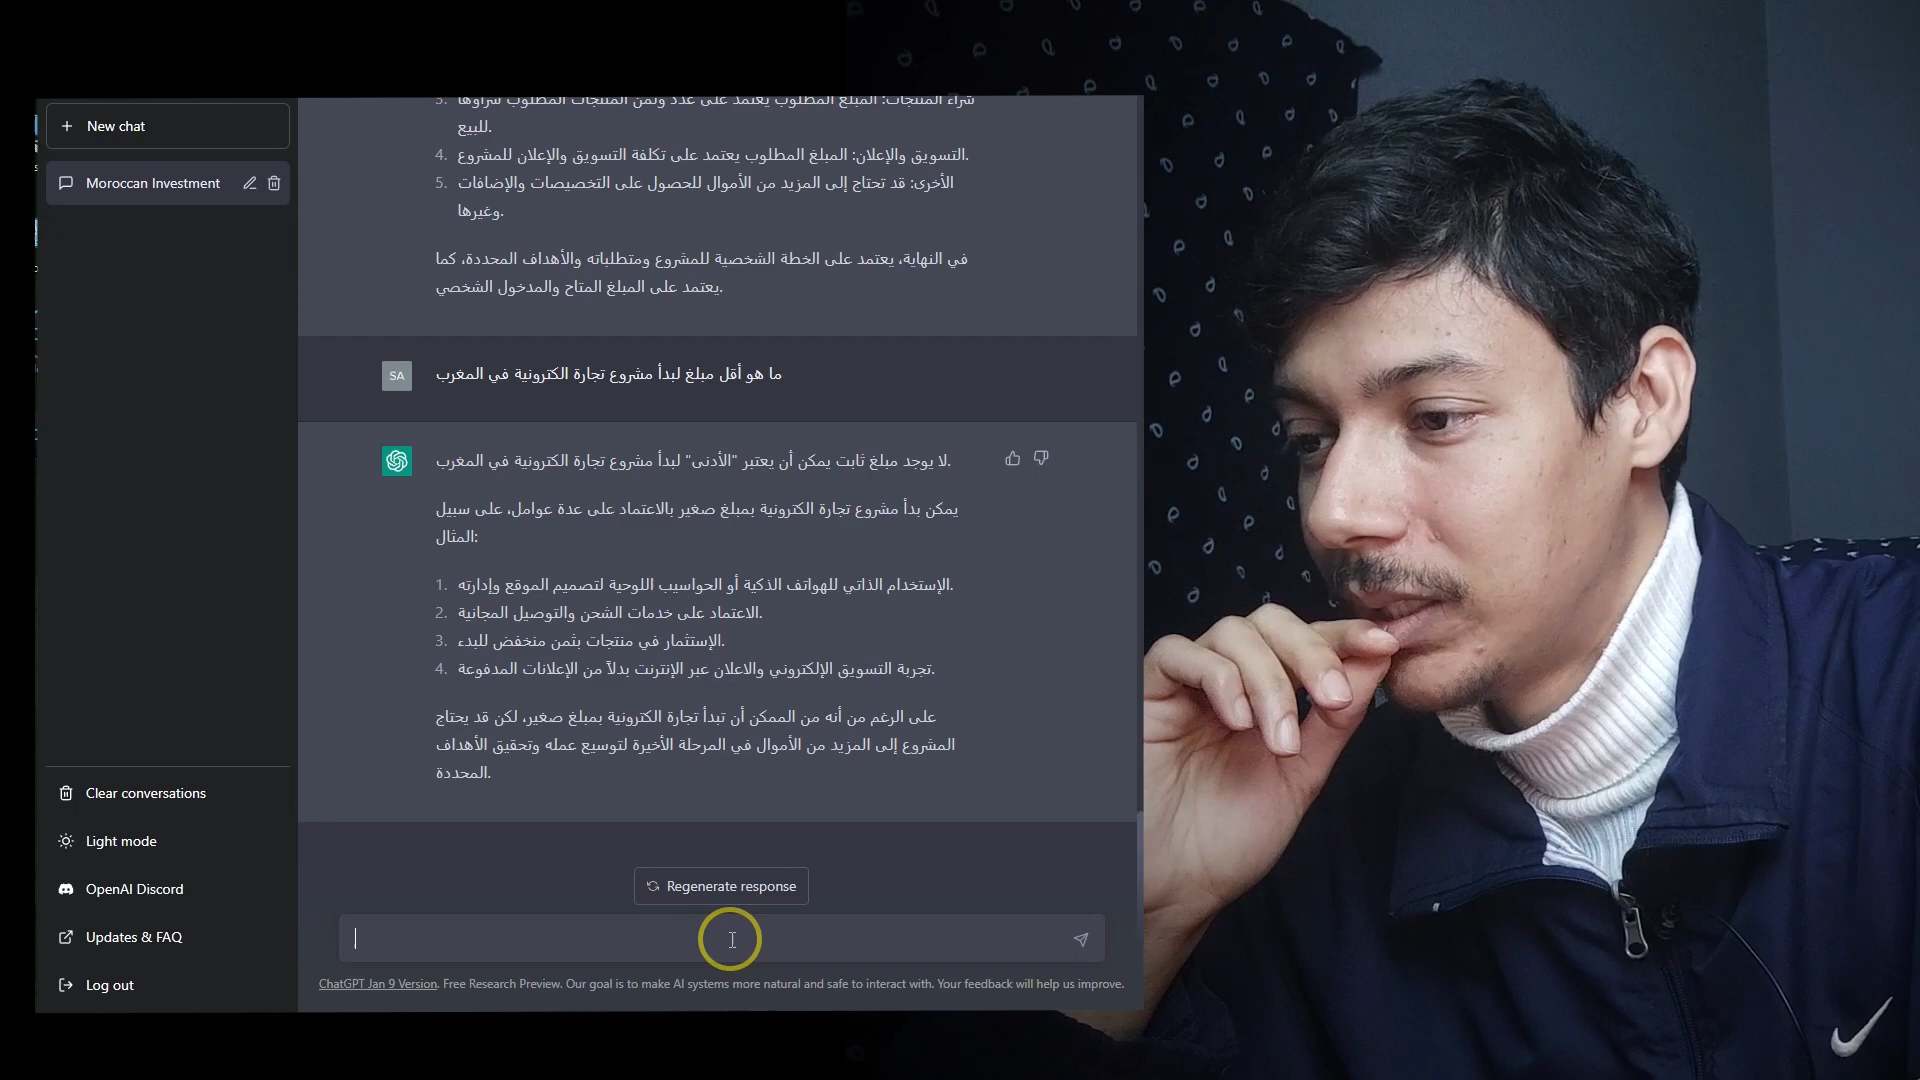 New chat
Moroccan Investment
3. شراء المنتجات: المبلغ المطلوب يعتمد على عدد وثمن المنتجات المطلوب شراؤها
للبيع.
4. التسويق والإعلان: المبلغ المطلوب يعتمد على تكلفة التسويق والإعلان للمشروع.
5. الأخرى: قد تحتاج إلى المزيد من الأموال للحصول على التخصيصات والإضافات
وغيرها.
في النهاية، يعتمد على الخطة الشخصية للمشروع ومتطلباته والأهداف المحددة، كما
يعتمد على المبلغ المتاح والمدخول الشخصي.
SA
ما هو أقل مبلغ لبدأ مشروع تجارة الكترونية في المغرب
لا يوجد مبلغ ثابت يمكن أن يعتبر "الأدنى" لبدأ مشروع تجارة الكترونية في المغرب.
يمكن بدأ مشروع تجارة الكترونية بمبلغ صغير بالاعتماد على عدة عوامل، على سبيل
المثال:
1. الإستخدام الذاتي للهواتف الذكية أو الحواسيب اللوحية لتصميم الموقع وإدارته.
2. الاعتماد على خدمات الشحن والتوصيل المجانية.
3. الإستثمار في منتجات بثمن منخفض للبدء.
4. تجربة التسويق الإلكتروني والاعلان عبر الإنترنت بدلاً من الإعلانات المدفوعة.
على الرغم من أنه من الممكن أن تبدأ تجارة الكترونية بمبلغ صغير، لكن قد يحتاج
المشروع إلى المزيد من الأموال في المرحلة الأخيرة لتوسيع عمله وتحقيق الأهداف
المحددة.
Clear conversations
Light mode
OpenAI Discord
Updates & FAQ
Log out
Regenerate response
ChatGPT Jan 9 Version. Free Research Preview. Our goal is to make AI systems more natural and safe to interact with. Your feedback will help us improve.